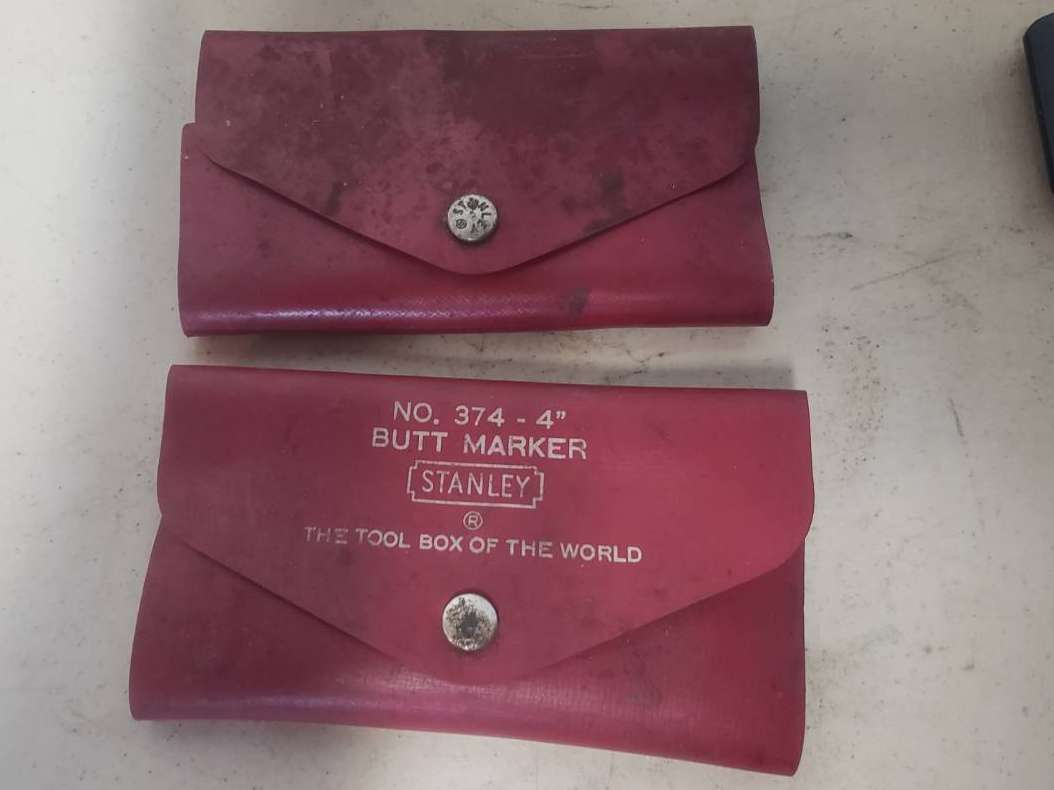 NO. 374 - 4”
BUTT MARKER
STANLEY
®
THE TOOL BOX OF THE WORLD